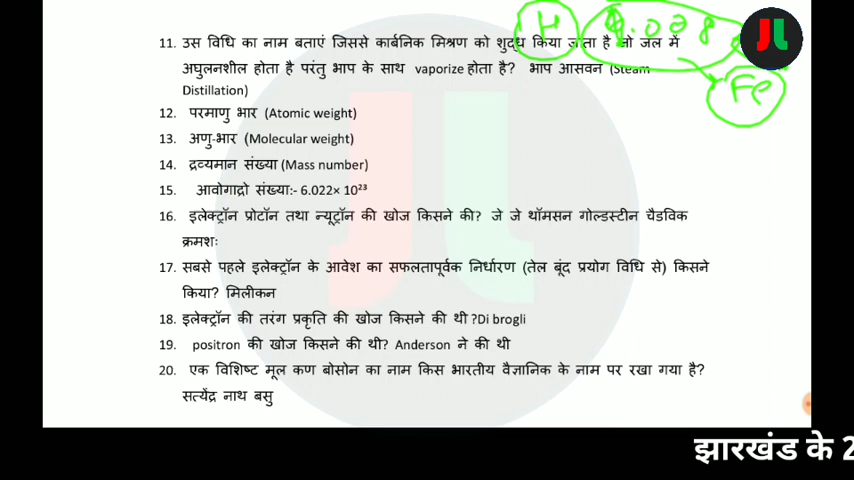 H 1.008
11. उस विधि का नाम बताएं जिससे कार्बनिक मिश्रण को शुद्ध किया जाता है जो जल में
अघुलनशील होता है परंतु भाप के साथ vaporize होता है? भाप आसवन (Steam
Distillation)
Fe
12. परमाणु भार (Atomic weight)
13. अणु-भार (Molecular weight)
14. द्रव्यमान संख्या (Mass number)
15. आवोगाद्रो संख्या:- 6.022× 10²³
16. इलेक्ट्रॉन प्रोटॉन तथा न्यूट्रॉन की खोज किसने की? जे जे थॉमसन गोल्डस्टीन चैडविक
क्रमशः
17. सबसे पहले इलेक्ट्रॉन के आवेश का सफलतापूर्वक निर्धारण (तेल बूंद प्रयोग विधि से) किसने
किया? मिलीकन
18. इलेक्ट्रॉन की तरंग प्रकृति की खोज किसने की थी ?Di brogli
19. positron की खोज किसने की थी? Anderson ने की थी
20. एक विशिष्ट मूल कण बोसोन का नाम किस भारतीय वैज्ञानिक के नाम पर रखा गया है?
सत्येंद्र नाथ बसु
झारखंड के 2